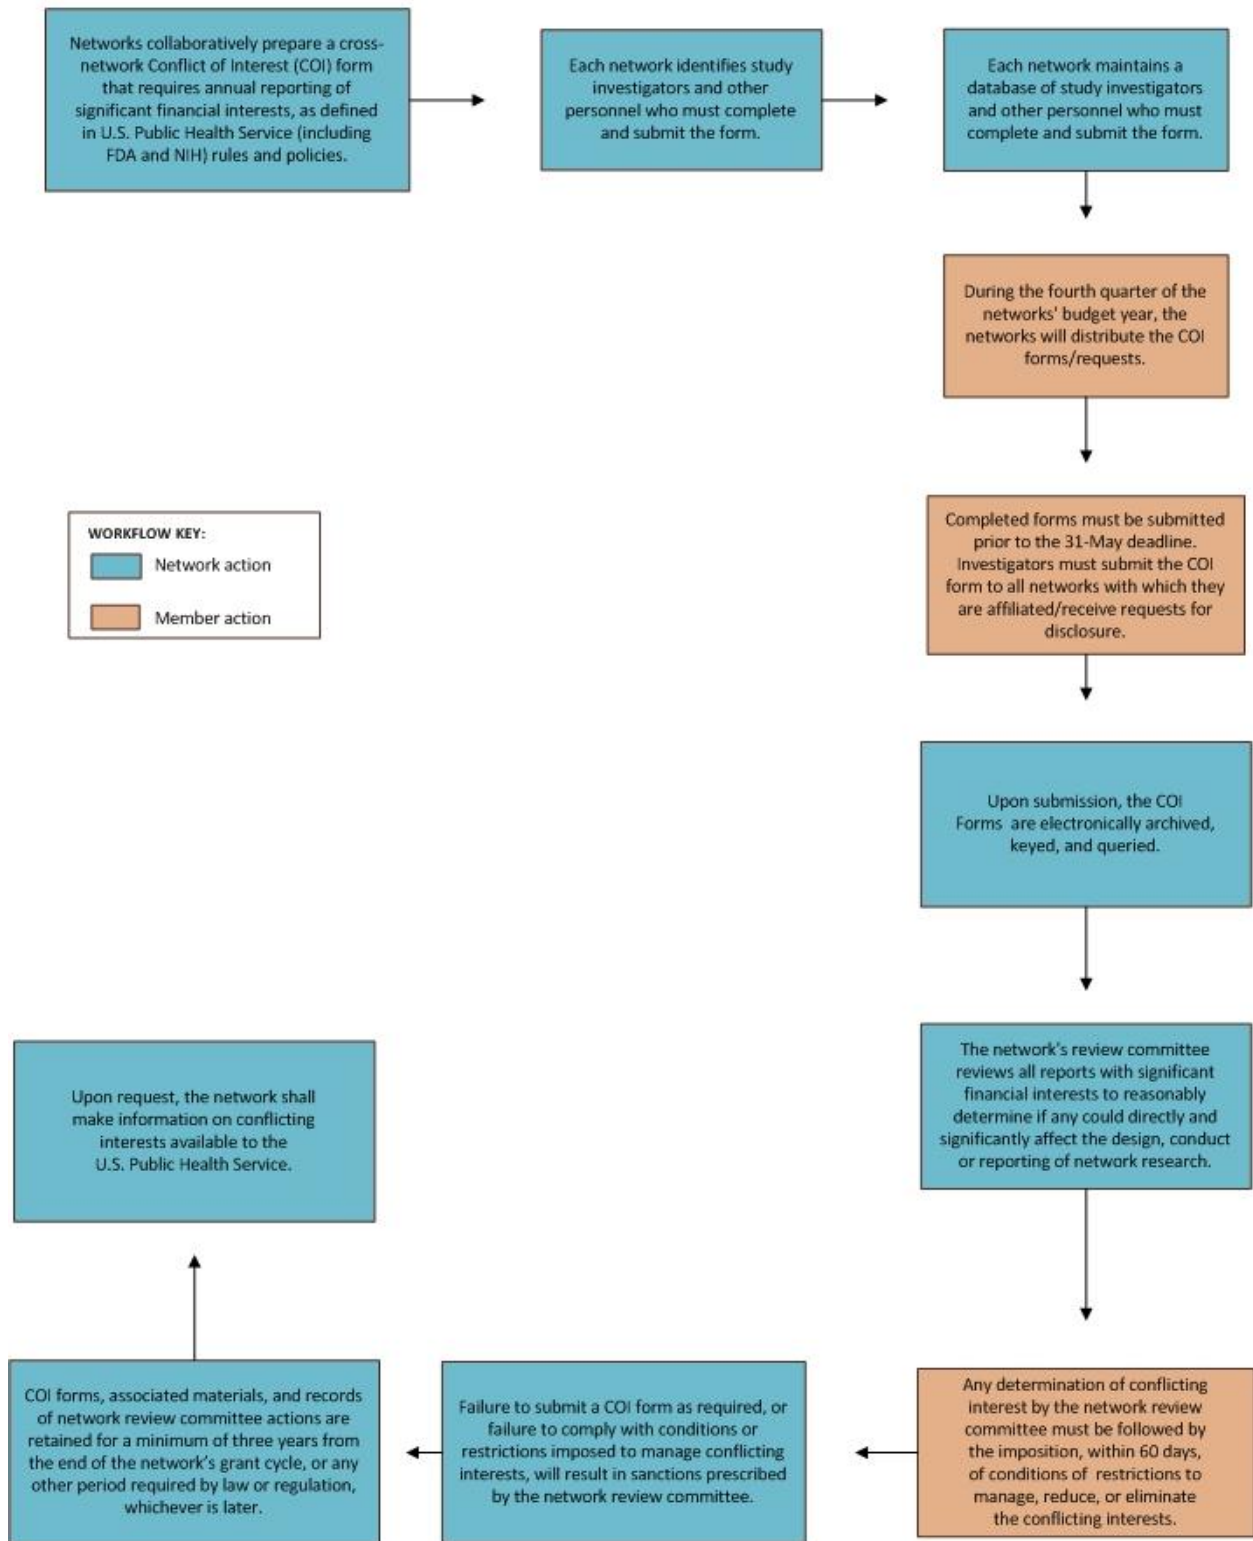 Networks collaboratively prepare a cross-
network Conflict of Interest (COI) form
that requires annual reporting of
significant financial interests, as defined
in U.S. Public Health Service (including
FDA and NIH) rules and policies.
Each network identifies study
investigators and other
personnel who must complete
and submit the form.
Each network maintains a
database of study investigators
and other personnel who must
complete and submit the form.
During the fourth quarter of the
networks' budget year, the
networks will distribute the COI
forms/requests.
Completed forms must be submitted
prior to the 31-May deadline.
Investigators must submit the COI
form to all networks with which they
are affiliated/receive requests for
disclosure.
WORKFLOW KEY:
Network action
Member action
Upon submission, the COI
Forms are electronically archived,
keyed, and queried.
The network's review committee
reviews all reports with significant
financial interests to reasonably
determine if any could directly and
significantly affect the design, conduct
or reporting of network research.
Any determination of conflicting
interest by the network review
committee must be followed by
the imposition, within 60 days,
of conditions of restrictions to
manage, reduce, or eliminate
the conflicting interests.
Failure to submit a COI form as required, or
failure to comply with conditions or
restrictions imposed to manage conflicting
interests, will result in sanctions prescribed
by the network review committee.
COI forms, associated materials, and records
of network review committee actions are
retained for a minimum of three years from
the end of the network's grant cycle, or any
other period required by law or regulation,
whichever is later.
Upon request, the network shall
make information on conflicting
interests available to the
U.S. Public Health Service.